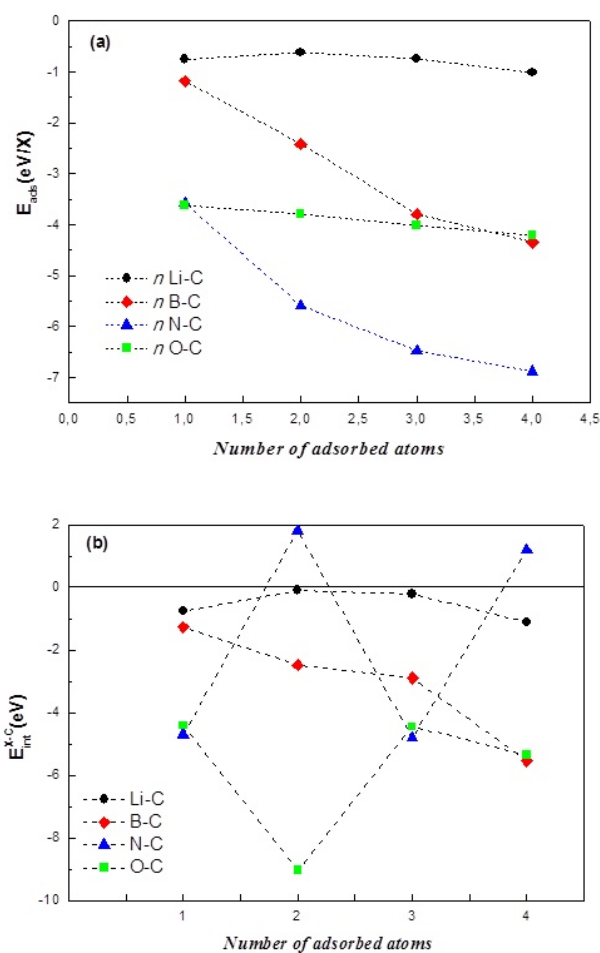 (a)
E_ads (eV/X)
0
-1
-2
-3
-4
-5
-6
-7
n Li-C
n B-C
n N-C
n O-C
0,0 0,5 1,0 1,5 2,0 2,5 3,0 3,5 4,0 4,5
Number of adsorbed atoms
(b)
E_int^X-C (eV)
2
0
-2
-4
-6
-8
-10
Li-C
B-C
N-C
O-C
1 2 3 4
Number of adsorbed atoms